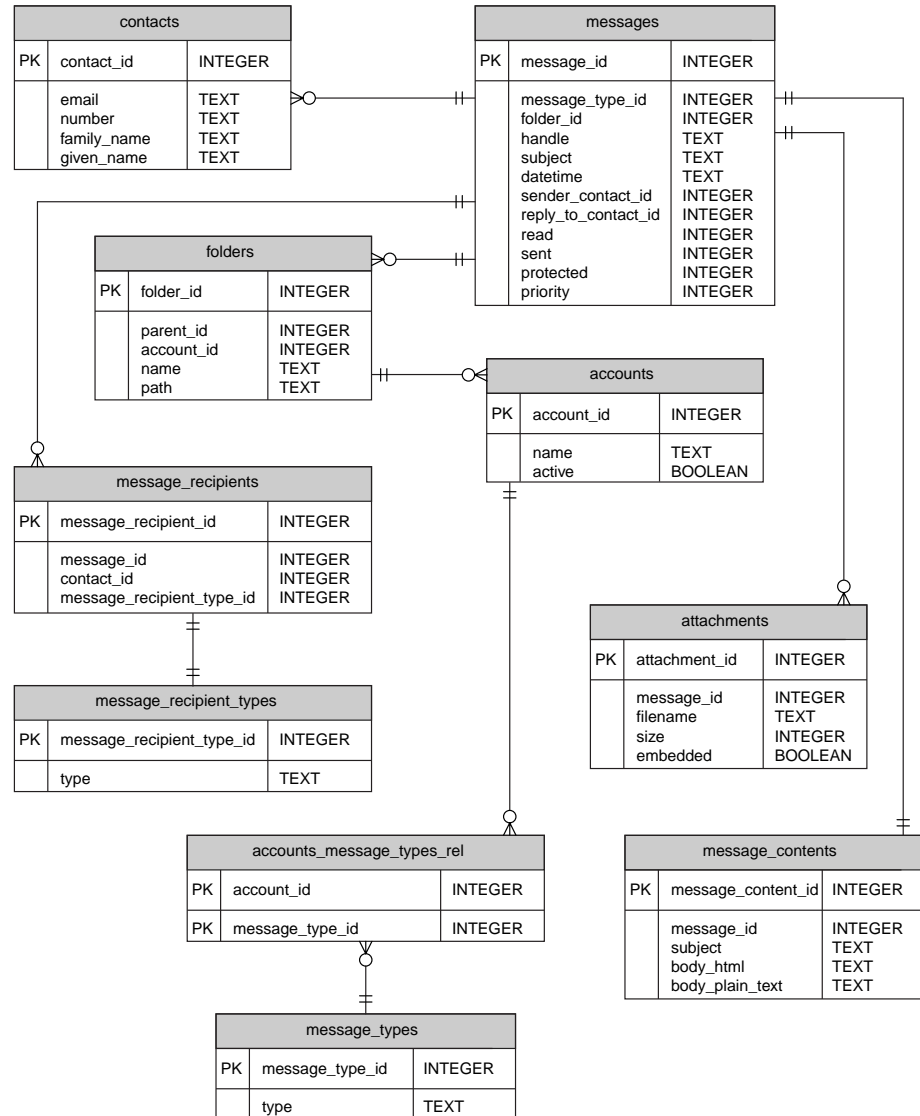 contacts
PK contact_id INTEGER
email TEXT
number TEXT
family_name TEXT
given_name TEXT
messages
PK message_id INTEGER
message_type_id INTEGER
folder_id INTEGER
handle TEXT
subject TEXT
datetime TEXT
sender_contact_id INTEGER
reply_to_contact_id INTEGER
read INTEGER
sent INTEGER
protected INTEGER
priority INTEGER
folders
PK folder_id INTEGER
parent_id INTEGER
account_id INTEGER
name TEXT
path TEXT
accounts
PK account_id INTEGER
name TEXT
active BOOLEAN
message_recipients
PK message_recipient_id INTEGER
message_id INTEGER
contact_id INTEGER
message_recipient_type_id INTEGER
attachments
PK attachment_id INTEGER
message_id INTEGER
filename TEXT
size INTEGER
embedded BOOLEAN
message_recipient_types
PK message_recipient_type_id INTEGER
type TEXT
accounts_message_types_rel
PK account_id INTEGER
PK message_type_id INTEGER
message_contents
PK message_content_id INTEGER
message_id INTEGER
subject TEXT
body_html TEXT
body_plain_text TEXT
message_types
PK message_type_id INTEGER
type TEXT